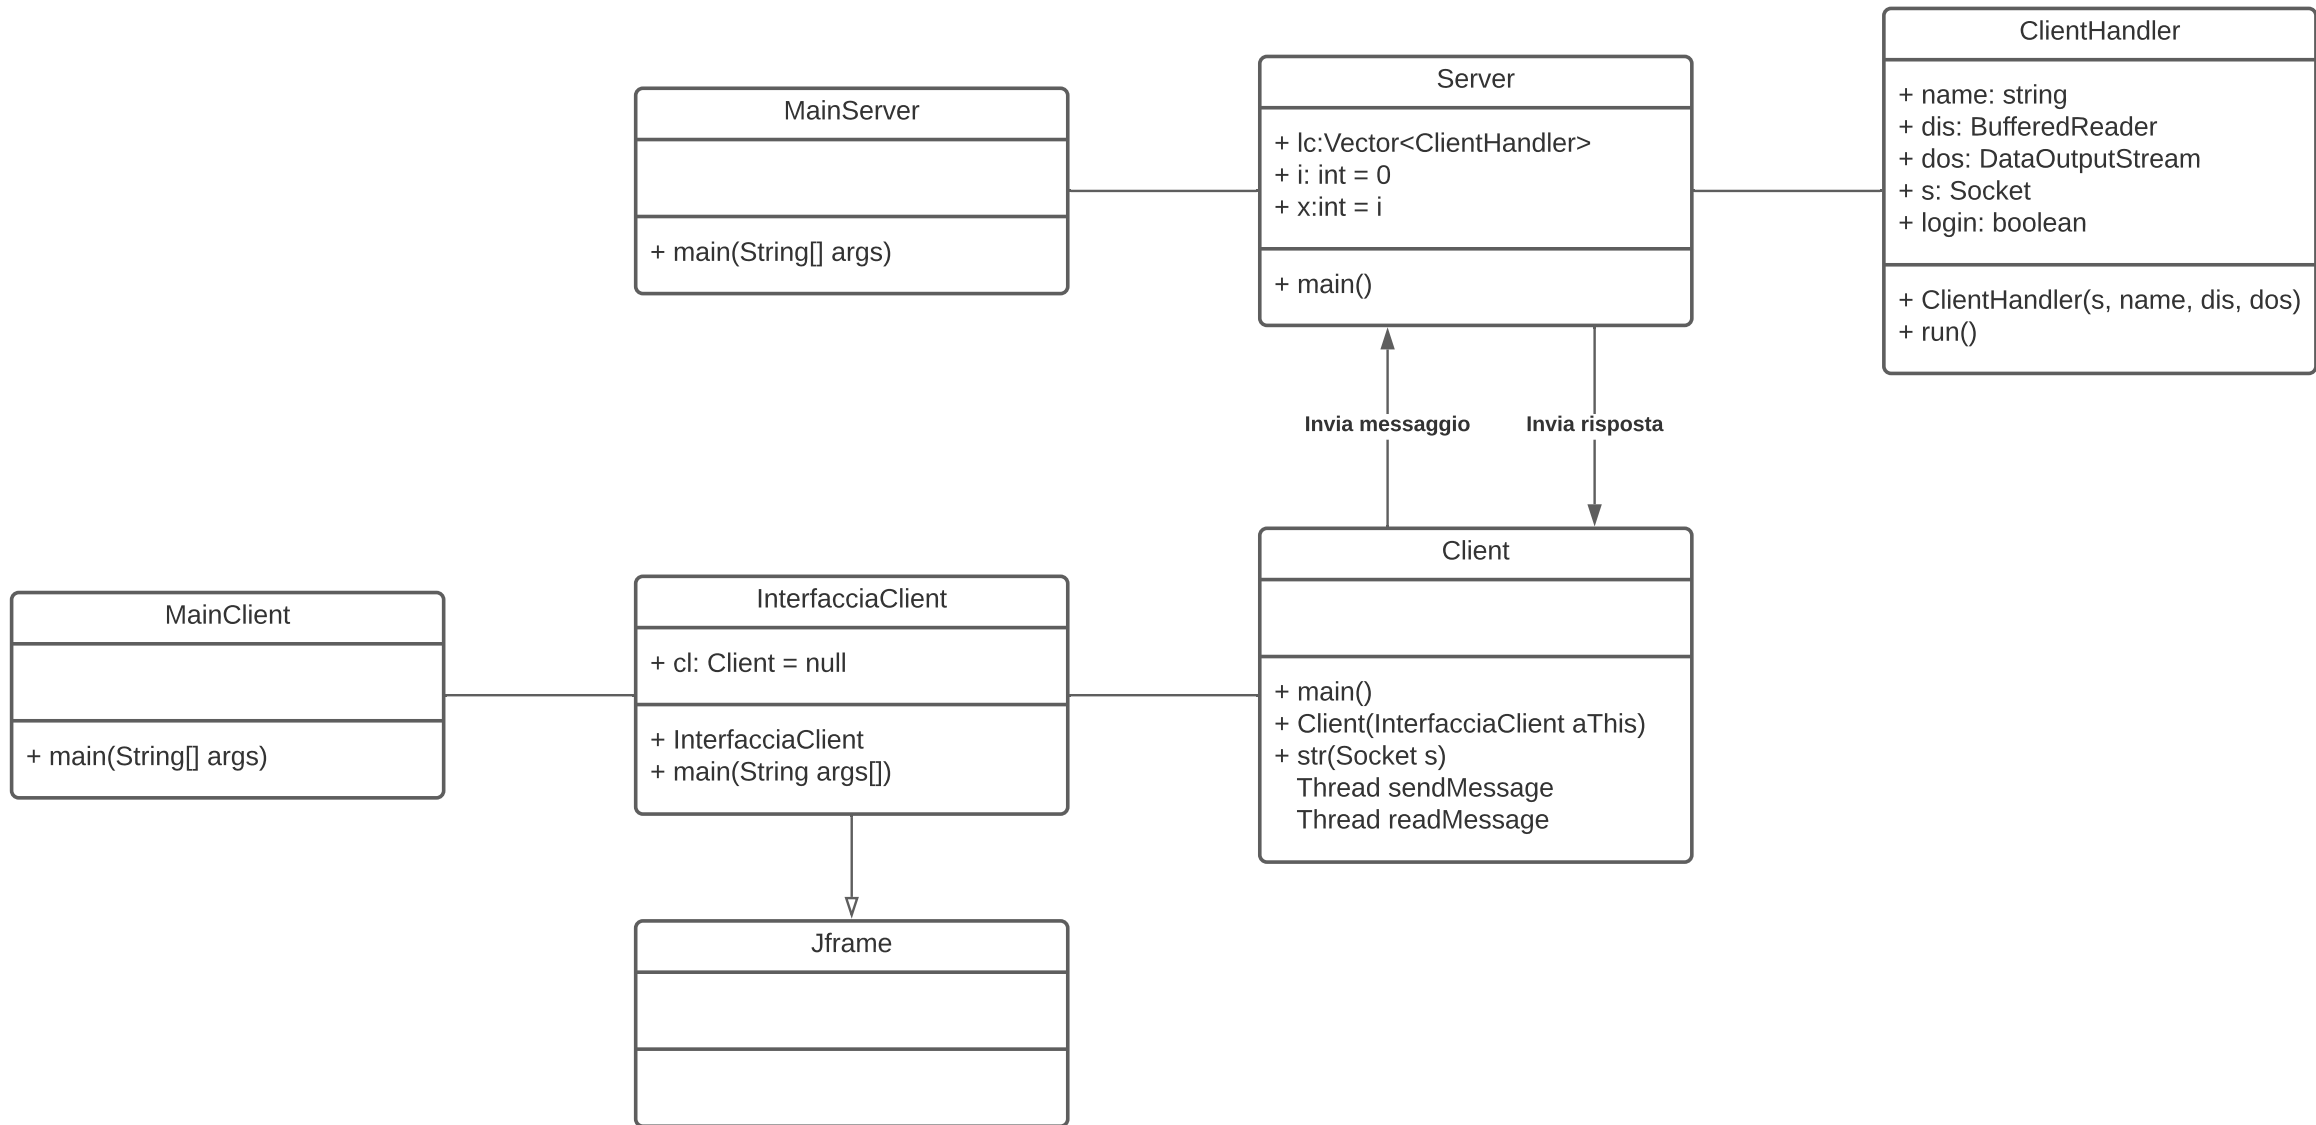 ClientHandler
+ name: string
+ dis: BufferedReader
+ dos: DataOutputStream
+ s: Socket
+ login: boolean
+ ClientHandler(s, name, dis, dos)
+ run()
Server
+ lc:Vector<ClientHandler>
+ i: int = 0
+ x:int = i
+ main()
MainServer
+ main(String[] args)
Invia messaggio
Invia risposta
Client
+ main()
+ Client(InterfacciaClient aThis)
+ str(Socket s)
Thread sendMessage
Thread readMessage
InterfacciaClient
+ cl: Client = null
+ InterfacciaClient
+ main(String args[])
MainClient
+ main(String[] args)
Jframe